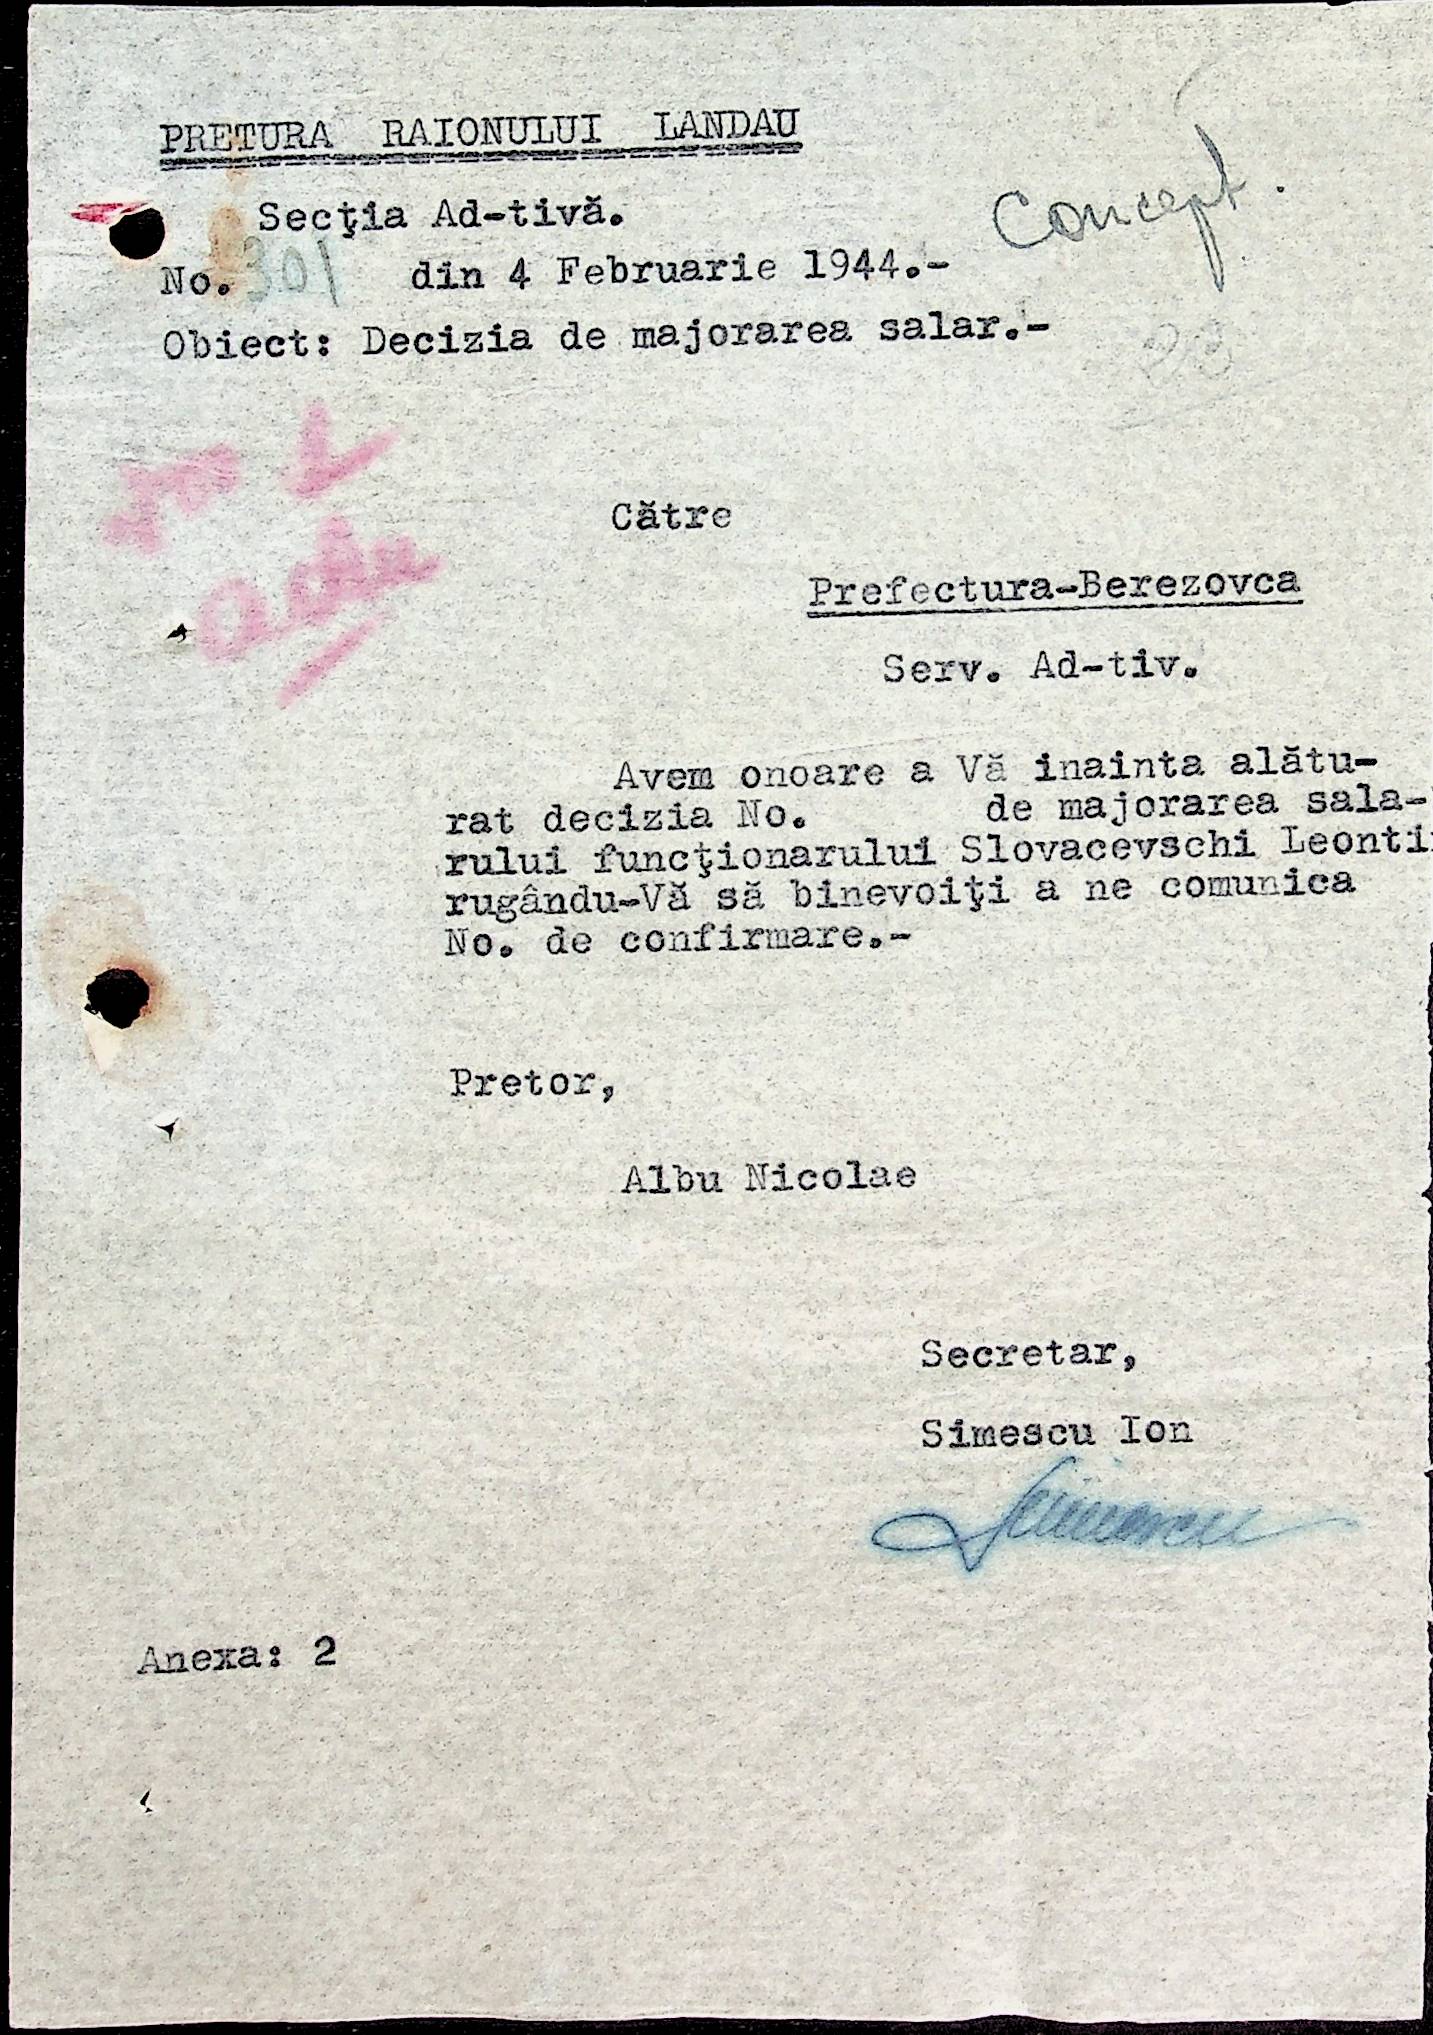 PRETURA RAIONULUI LANDAU
Concept.
Secţia Ad-tivă.
No. 301 din 4 Februarie 1944.-
Obiect: Decizia de majorarea salar.-
23
Către
Prefectura-Berezovca
Serv. Ad-tiv.
Avem onoare a Vă inainta alătu-
rat decizia No. de majorarea sala-
rului funcţionarului Slovacevschi Leonti
rugându-Vă să binevoiţi a ne comunica
No. de confirmare.-
Pretor,
Albu Nicolae
Secretar,
Simescu Ion
Simescu
Anexa: 2